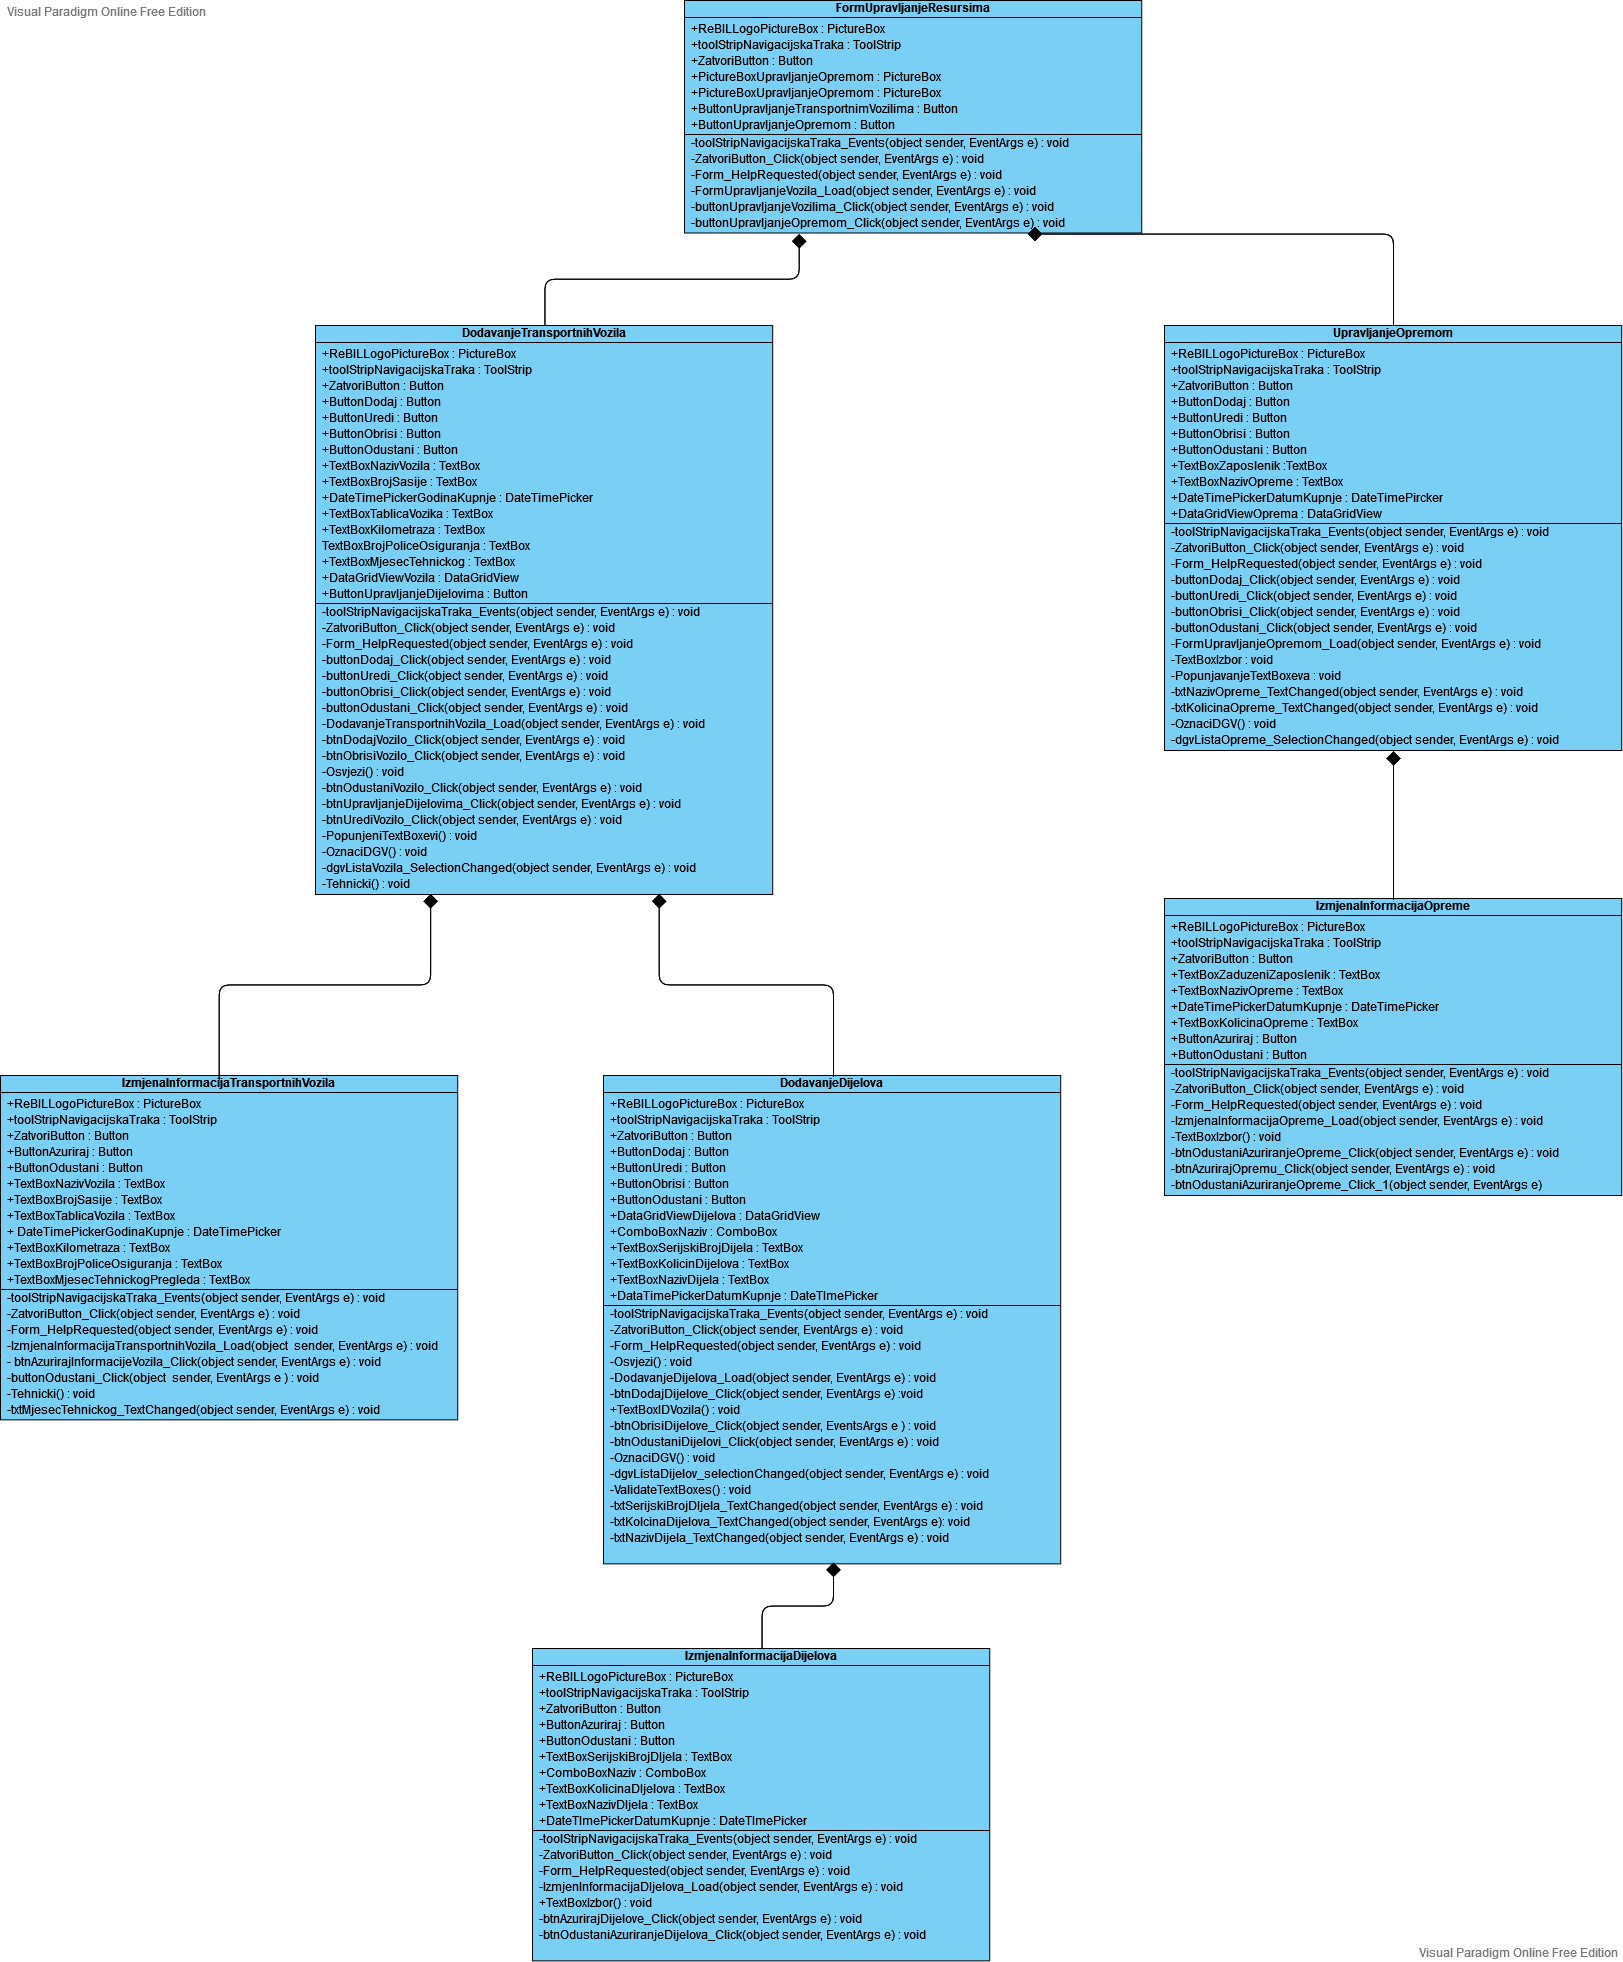 Visual Paradigm Online Free Edition
FormUpravljanjeResursima
+ReBILLogoPictureBox : PictureBox
+toolStripNavigacijskaTraka : ToolStrip
+ZatvoriButton : Button
+PictureBoxUpravljanjeOpremom : PictureBox
+PictureBoxUpravljanjeOpremom : PictureBox
+ButtonUpravljanjeTransportnimVozilima : Button
+ButtonUpravljanjeOpremom : Button
-toolStripNavigacijskaTraka_Events(object sender, EventArgs e) : void
-ZatvoriButton_Click(object sender, EventArgs e) : void
-Form_HelpRequested(object sender, EventArgs e) : void
-FormUpravljanjeVozila_Load(object sender, EventArgs e) : void
-buttonUpravljanjeVozilima_Click(object sender, EventArgs e) : void
-buttonUpravljanjeOpremom_Click(object sender, EventArgs e) : void
DodavanjeTransportnihVozila
+ReBILLogoPictureBox : PictureBox
+toolStripNavigacijskaTraka : ToolStrip
+ZatvoriButton : Button
+ButtonDodaj : Button
+ButtonUredi : Button
+ButtonObrisi : Button
+ButtonOdustani : Button
+TextBoxNazivVozila : TextBox
+TextBoxBrojSasije : TextBox
+DateTimePickerGodinaKupnje : DateTimePicker
+TextBoxTablicaVozika : TextBox
+TextBoxKilometraza : TextBox
TextBoxBrojPoliceOsiguranja : TextBox
+TextBoxMjesecTehnickog : TextBox
+DataGridViewVozila : DataGridView
+ButtonUpravljanjeDijelovima : Button
-toolStripNavigacijskaTraka_Events(object sender, EventArgs e) : void
-ZatvoriButton_Click(object sender, EventArgs e) : void
-Form_HelpRequested(object sender, EventArgs e) : void
-buttonDodaj_Click(object sender, EventArgs e) : void
-buttonUredi_Click(object sender, EventArgs e) : void
-buttonObrisi_Click(object sender, EventArgs e) : void
-buttonOdustani_Click(object sender, EventArgs e) : void
-DodavanjeTransportnihVozila_Load(object sender, EventArgs e) : void
-btnDodajVozilo_Click(object sender, EventArgs e) : void
-btnObrisiVozilo_Click(object sender, EventArgs e) : void
-Osvjezi() : void
-btnOdustaniVozilo_Click(object sender, EventArgs e) : void
-btnUpravljanjeDijelovima_Click(object sender, EventArgs e) : void
-btnUrediVozilo_Click(object sender, EventArgs e) : void
-PopunjeniTextBoxevi() : void
-OznaciDGV() : void
-dgvListaVozila_SelectionChanged(object sender, EventArgs e) : void
-Tehnicki() : void
UpravljanjeOpremom
+ReBILLogoPictureBox : PictureBox
+toolStripNavigacijskaTraka : ToolStrip
+ZatvoriButton : Button
+ButtonDodaj : Button
+ButtonUredi : Button
+ButtonObrisi : Button
+ButtonOdustani : Button
+TextBoxZaposlenik :TextBox
+TextBoxNazivOpreme : TextBox
+DateTimePickerDatumKupnje : DateTimePircker
+DataGridViewOprema : DataGridView
-toolStripNavigacijskaTraka_Events(object sender, EventArgs e) : void
-ZatvoriButton_Click(object sender, EventArgs e) : void
-Form_HelpRequested(object sender, EventArgs e) : void
-buttonDodaj_Click(object sender, EventArgs e) : void
-buttonUredi_Click(object sender, EventArgs e) : void
-buttonObrisi_Click(object sender, EventArgs e) : void
-buttonOdustani_Click(object sender, EventArgs e) : void
-FormUpravljanjeOpremom_Load(object sender, EventArgs e) : void
-TextBoxIzbor : void
-PopunjavanjeTextBoxeva : void
-txtNazivOpreme_TextChanged(object sender, EventArgs e) : void
-txtKolicinaOpreme_TextChanged(object sender, EventArgs e) : void
-OznaciDGV() : void
-dgvListaOpreme_SelectionChanged(object sender, EventArgs e) : void
IzmjenaInformacijaOpreme
+ReBILLogoPictureBox : PictureBox
+toolStripNavigacijskaTraka : ToolStrip
+ZatvoriButton : Button
+TextBoxZaduzeniZaposlenik : TextBox
+TextBoxNazivOpreme : TextBox
+DateTimePickerDatumKupnje : DateTimePicker
+TextBoxKolicinaOpreme : TextBox
+ButtonAzuriraj : Button
+ButtonOdustani : Button
-toolStripNavigacijskaTraka_Events(object sender, EventArgs e) : void
-ZatvoriButton_Click(object sender, EventArgs e) : void
-Form_HelpRequested(object sender, EventArgs e) : void
-IzmjenaInformacijaOpreme_Load(object sender, EventArgs e) : void
-TextBoxIzbor() : void
-btnOdustaniAzuriranjeOpreme_Click(object sender, EventArgs e) : void
-btnAzurirajOpremu_Click(object sender, EventArgs e) : void
-btnOdustaniAzuriranjeOpreme_Click_1(object sender, EventArgs e)
IzmjenaInformacijaTransportnihVozila
+ReBILLogoPictureBox : PictureBox
+toolStripNavigacijskaTraka : ToolStrip
+ZatvoriButton : Button
+ButtonAzuriraj : Button
+ButtonOdustani : Button
+TextBoxNazivVozila : TextBox
+TextBoxBrojSasije : TextBox
+TextBoxTablicaVozila : TextBox
+ DateTimePickerGodinaKupnje : DateTimePicker
+TextBoxKilometraza : TextBox
+TextBoxBrojPoliceOsiguranja : TextBox
+TextBoxMjesecTehnickogPregleda : TextBox
-toolStripNavigacijskaTraka_Events(object sender, EventArgs e) : void
-ZatvoriButton_Click(object sender, EventArgs e) : void
-Form_HelpRequested(object sender, EventArgs e) : void
-IzmjenaInformacijaTransportnihVozila_Load(object  sender, EventArgs e) : void
- btnAzurirajInformacijeVozila_Click(object sender, EventArgs e) : void
-buttonOdustani_Click(object  sender, EventArgs e ) : void
-Tehnicki() : void
-txtMjesecTehnickog_TextChanged(object sender, EventArgs e) : void
DodavanjeDijelova
+ReBILLogoPictureBox : PictureBox
+toolStripNavigacijskaTraka : ToolStrip
+ZatvoriButton : Button
+ButtonDodaj : Button
+ButtonUredi : Button
+ButtonObrisi : Button
+ButtonOdustani : Button
+DataGridViewDijelova : DataGridView
+ComboBoxNaziv : ComboBox
+TextBoxSerijskiBrojDijela : TextBox
+TextBoxKolicinDijelova : TextBox
+TextBoxNazivDijela : TextBox
+DataTimePickerDatumKupnje : DateTImePicker
-toolStripNavigacijskaTraka_Events(object sender, EventArgs e) : void
-ZatvoriButton_Click(object sender, EventArgs e) : void
-Form_HelpRequested(object sender, EventArgs e) : void
-Osvjezi() : void
-DodavanjeDijelova_Load(object sender, EventArgs e) : void
-btnDodajDijelove_Click(object sender, EventArgs e) :void
+TextBoxIDVozila() : void
-btnObrisiDijelove_Click(object sender, EventsArgs e ) : void
-btnOdustaniDijelovi_Click(object sender, EventArgs e) : void
-OznaciDGV() : void
-dgvListaDijelov_selectionChanged(object sender, EventArgs e) : void
-ValidateTextBoxes() : void
-txtSerijskiBrojDIjela_TextChanged(object sender, EventArgs e) : void
-txtKolcinaDijelova_TextChanged(object sender, EventArgs e): void
-txtNazivDijela_TextChanged(object sender, EventArgs e) : void
IzmjenaInformacijaDijelova
+ReBILLogoPictureBox : PictureBox
+toolStripNavigacijskaTraka : ToolStrip
+ZatvoriButton : Button
+ButtonAzuriraj : Button
+ButtonOdustani : Button
+TextBoxSerijskiBrojDIjela : TextBox
+ComboBoxNaziv : ComboBox
+TextBoxKolicinaDIjelova : TextBox
+TextBoxNazivDIjela : TextBox
+DateTImePickerDatumKupnje : DateTImePicker
-toolStripNavigacijskaTraka_Events(object sender, EventArgs e) : void
-ZatvoriButton_Click(object sender, EventArgs e) : void
-Form_HelpRequested(object sender, EventArgs e) : void
-IzmjenInformacijaDIjelova_Load(object sender, EventArgs e) : void
+TextBoxIzbor() : void
-btnAzurirajDijelove_Click(object sender, EventArgs e) : void
-btnOdustaniAzuriranjeDijelova_Click(object sender, EventArgs e) : void
Visual Paradigm Online Free Edition